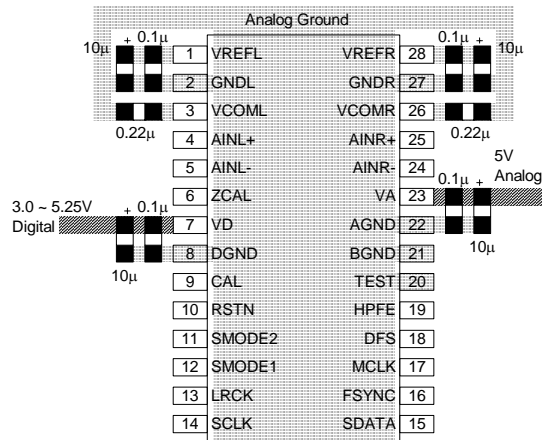 Analog Ground
10µ + 0.1µ
0.1µ + 10µ
1 VREFL VREFR 28
2 GNDL GNDR 27
3 VCOML VCOMR 26
0.22µ
0.22µ
4 AINL+ AINR+ 25
5 AINL- AINR- 24
5V
Analog
0.1µ +
6 ZCAL VA 23
3.0 ~ 5.25V
Digital
+ 0.1µ
7 VD AGND 22
10µ
8 DGND BGND 21
10µ
9 CAL TEST 20
10 RSTN HPFE 19
11 SMODE2 DFS 18
12 SMODE1 MCLK 17
13 LRCK FSYNC 16
14 SCLK SDATA 15